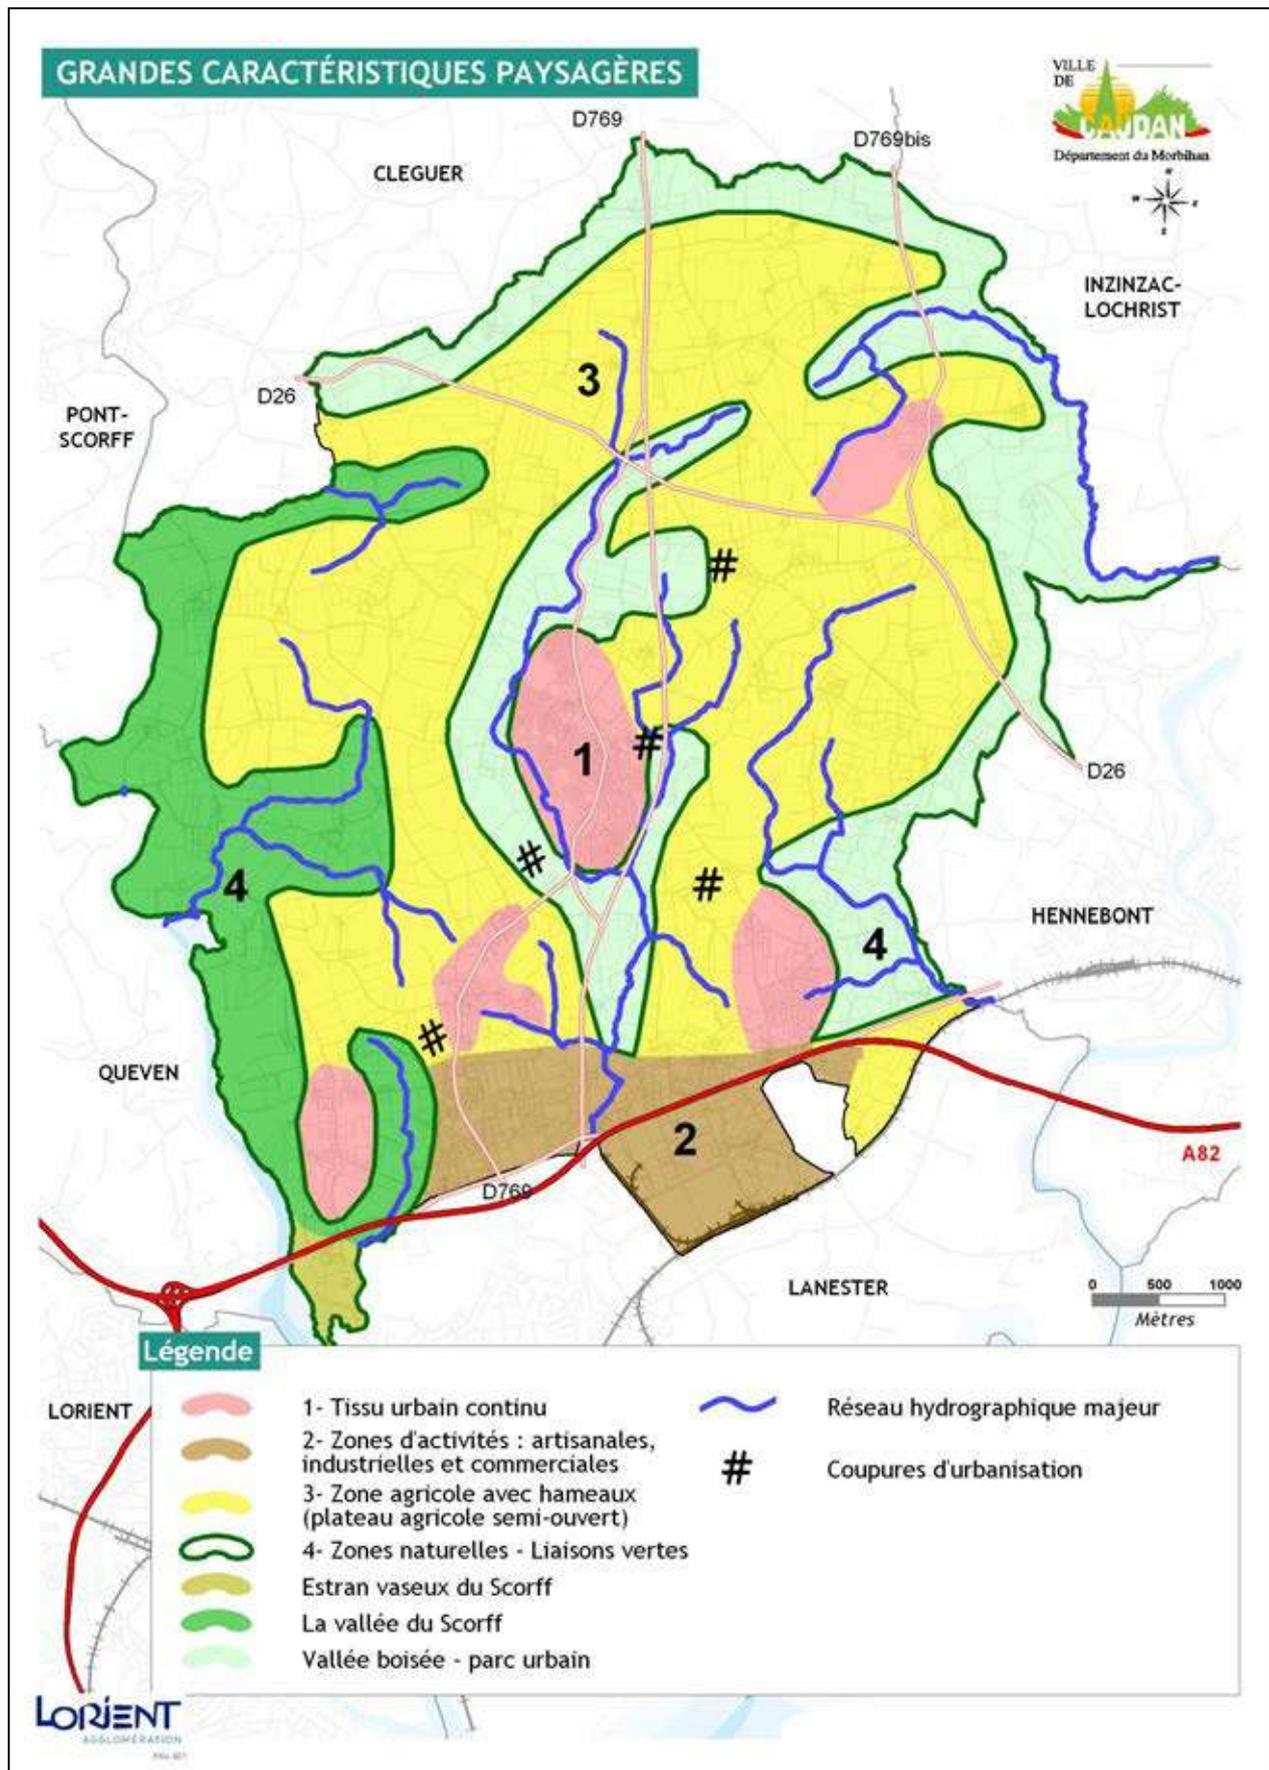 GRANDES CARACTÉRISTIQUES PAYSAGÈRES
VILLE
DE
CAUDAN
Département du Morbihan
N
W
E
S
D769
D769bis
CLEGUER
INZINZAC-
LOCHRIST
3
D26
PONT-
SCORFF
#
1
#
D26
#
4
#
4
HENNEBONT
#
QUEVEN
2
A82
D769
LANESTER
0 500 1000
Mètres
Légende
LORIENT
1- Tissu urbain continu
2- Zones d'activités : artisanales,
industrielles et commerciales
3- Zone agricole avec hameaux
(plateau agricole semi-ouvert)
4- Zones naturelles - Liaisons vertes
Estran vaseux du Scorff
La vallée du Scorff
Vallée boisée - parc urbain
Réseau hydrographique majeur
# Coupures d'urbanisation
LORIENT
AGGLOMÉRATION